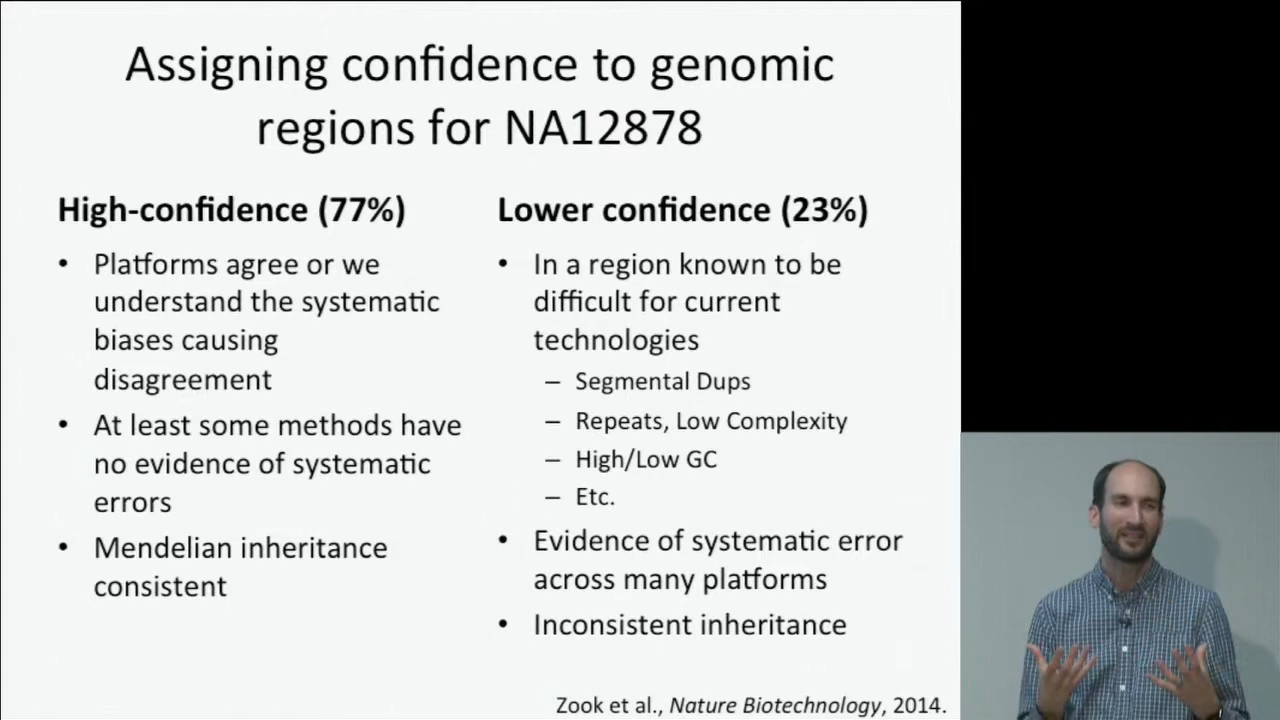 Assigning confidence to genomic
regions for NA12878
High-confidence (77%)
• Platforms agree or we
understand the systematic
biases causing
disagreement
• At least some methods have
no evidence of systematic
errors
• Mendelian inheritance
consistent
Lower confidence (23%)
• In a region known to be
difficult for current
technologies
– Segmental Dups
– Repeats, Low Complexity
– High/Low GC
– Etc.
• Evidence of systematic error
across many platforms
• Inconsistent inheritance
Zook et al., Nature Biotechnology, 2014.